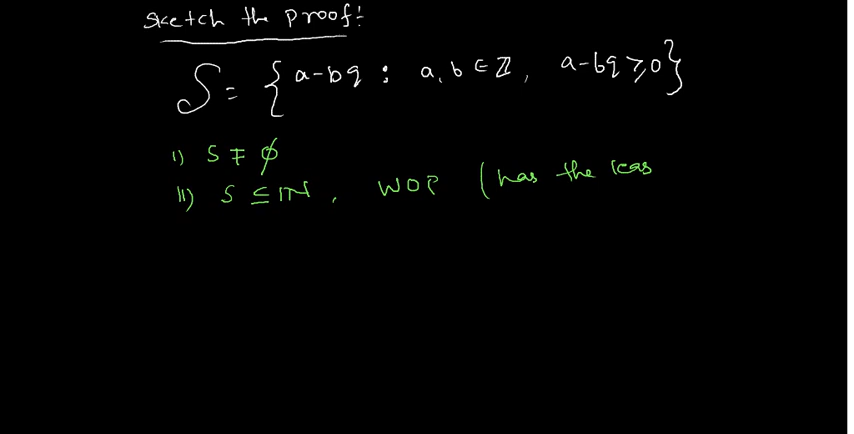 Sketch the proof:
S = { a-bq : a, b ∈ ℤ, a-bq ⩾ 0 }
i) S ≠ ∅
ii) S ⊆ ℕ, WOP (has the leas